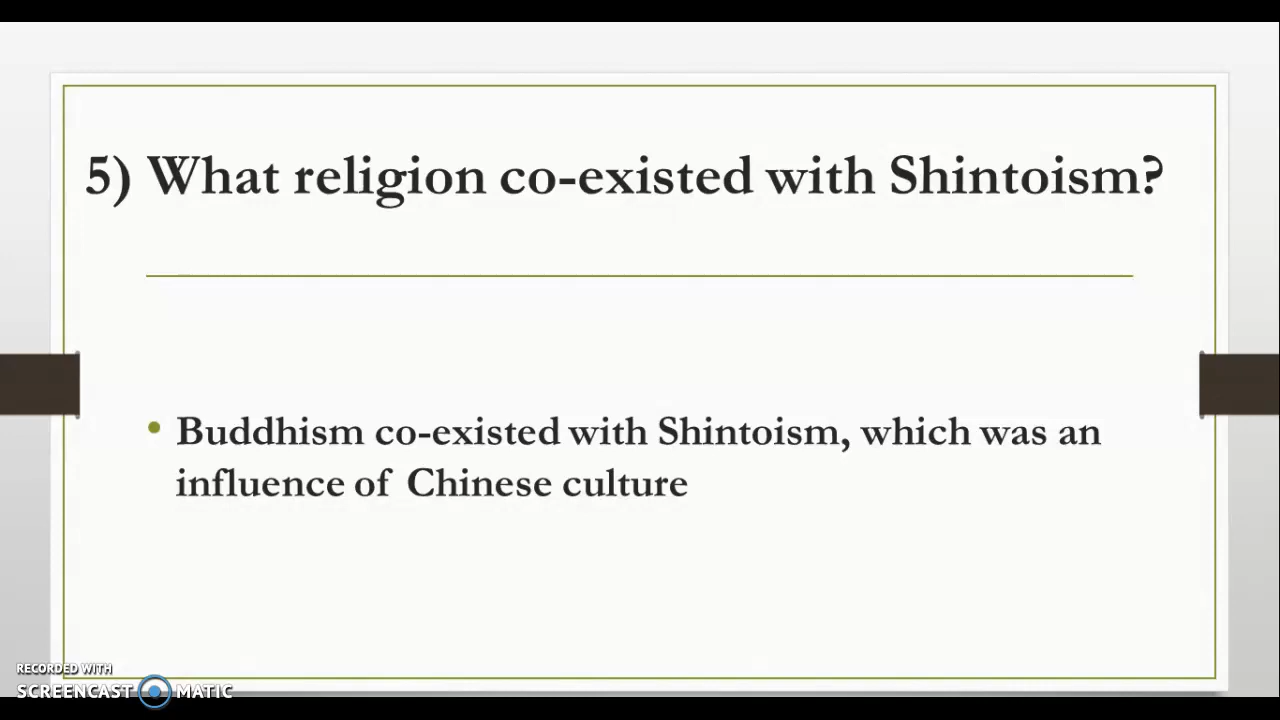 5) What religion co-existed with Shintoism?
• Buddhism co-existed with Shintoism, which was an
influence of Chinese culture
RECORDED WITH
SCREENCAST MATIC